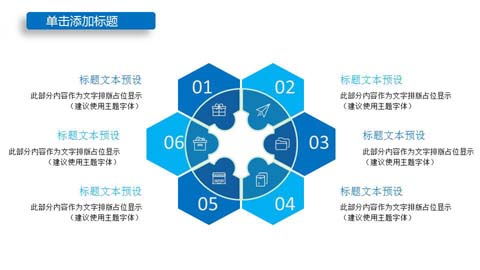 单击添加标题
标题文本预设
此部分内容作为文字排版占位显示
（建议使用主题字体）
标题文本预设
此部分内容作为文字排版占位显示
（建议使用主题字体）
标题文本预设
此部分内容作为文字排版占位显示
（建议使用主题字体）
01
02
03
04
05
06
标题文本预设
此部分内容作为文字排版占位显示
（建议使用主题字体）
标题文本预设
此部分内容作为文字排版占位显示
（建议使用主题字体）
标题文本预设
此部分内容作为文字排版占位显示
（建议使用主题字体）